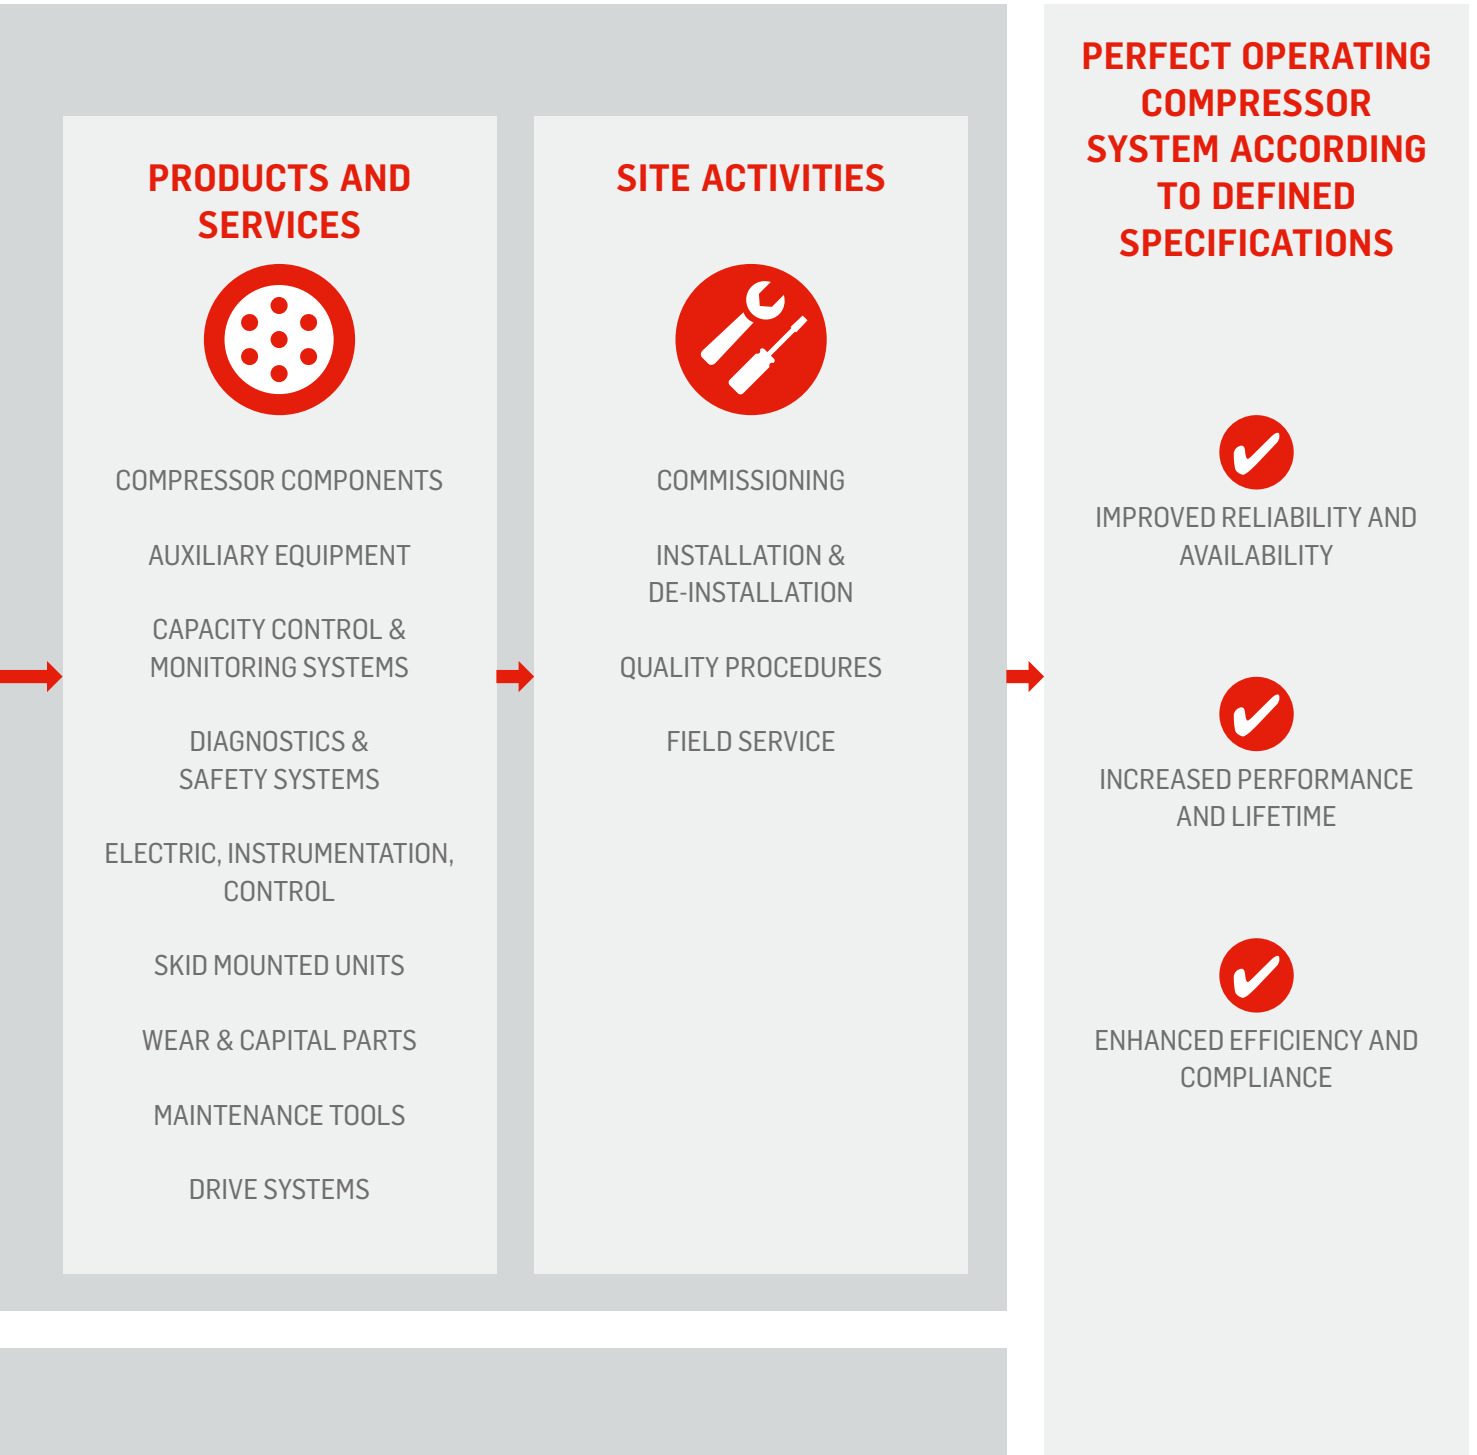 PRODUCTS AND
SERVICES
COMPRESSOR COMPONENTS
AUXILIARY EQUIPMENT
CAPACITY CONTROL &
MONITORING SYSTEMS
DIAGNOSTICS &
SAFETY SYSTEMS
ELECTRIC, INSTRUMENTATION,
CONTROL
SKID MOUNTED UNITS
WEAR & CAPITAL PARTS
MAINTENANCE TOOLS
DRIVE SYSTEMS
SITE ACTIVITIES
COMMISSIONING
INSTALLATION &
DE-INSTALLATION
QUALITY PROCEDURES
FIELD SERVICE
PERFECT OPERATING
COMPRESSOR
SYSTEM ACCORDING
TO DEFINED
SPECIFICATIONS
IMPROVED RELIABILITY AND
AVAILABILITY
INCREASED PERFORMANCE
AND LIFETIME
ENHANCED EFFICIENCY AND
COMPLIANCE